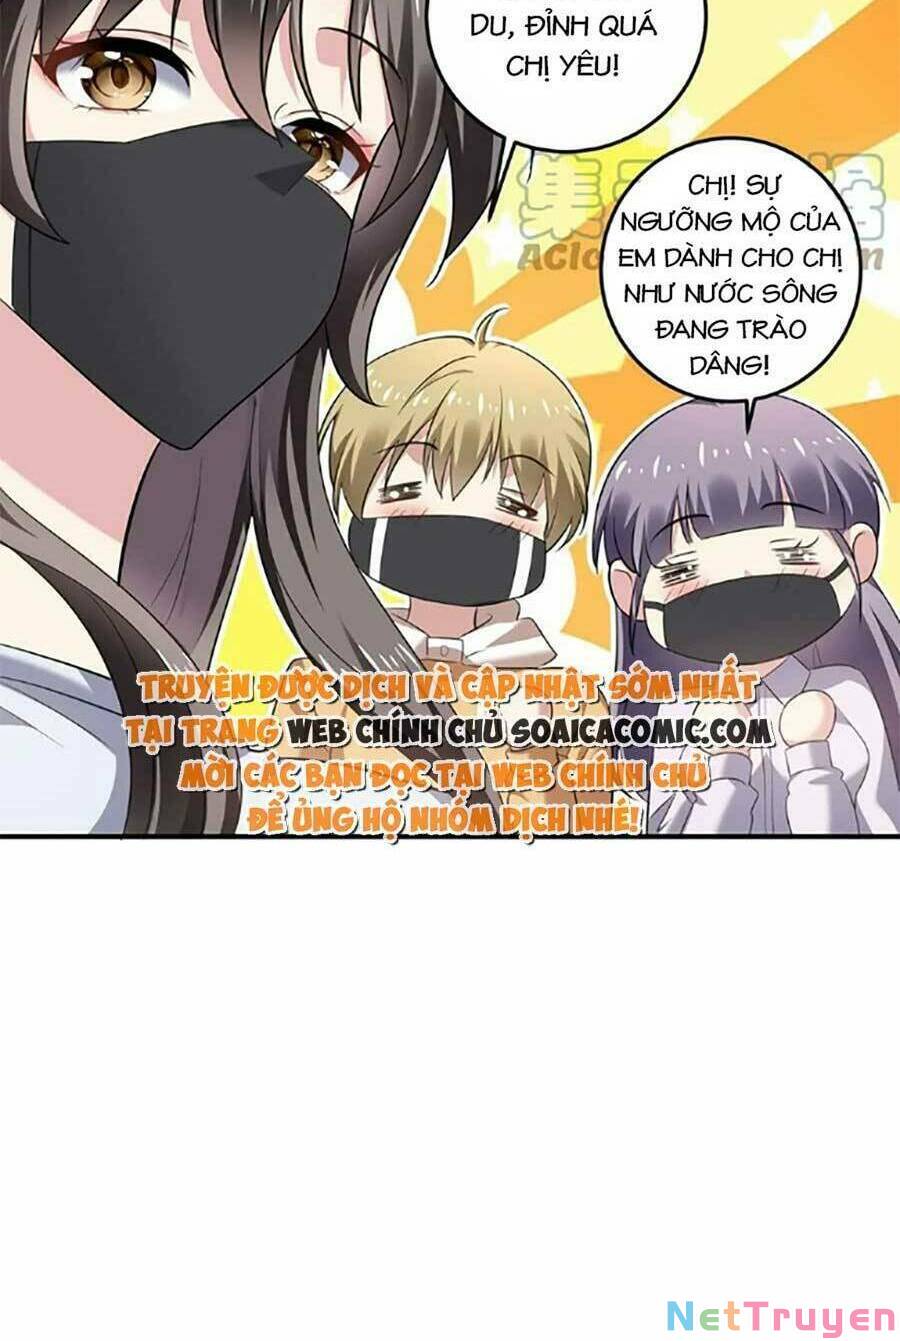 DU, ĐỈNH QUÁ
CHỊ YÊU!
CHỊ! SỰ
NGƯỠNG MỘ CỦA
EM DÀNH CHO CHỊ
NHƯ NƯỚC SÔNG
ĐANG TRÀO
DÂNG!
TRUYỆN ĐƯỢC DỊCH VÀ CẬP NHẬT SỚM NHẤT
TẠI TRANG WEB CHÍNH CHỦ SOAICACOMIC.COM
MỜI CÁC BẠN ĐỌC TẠI WEB CHÍNH CHỦ
ĐỂ ỦNG HỘ NHÓM DỊCH NHÉ!
NetTruyen